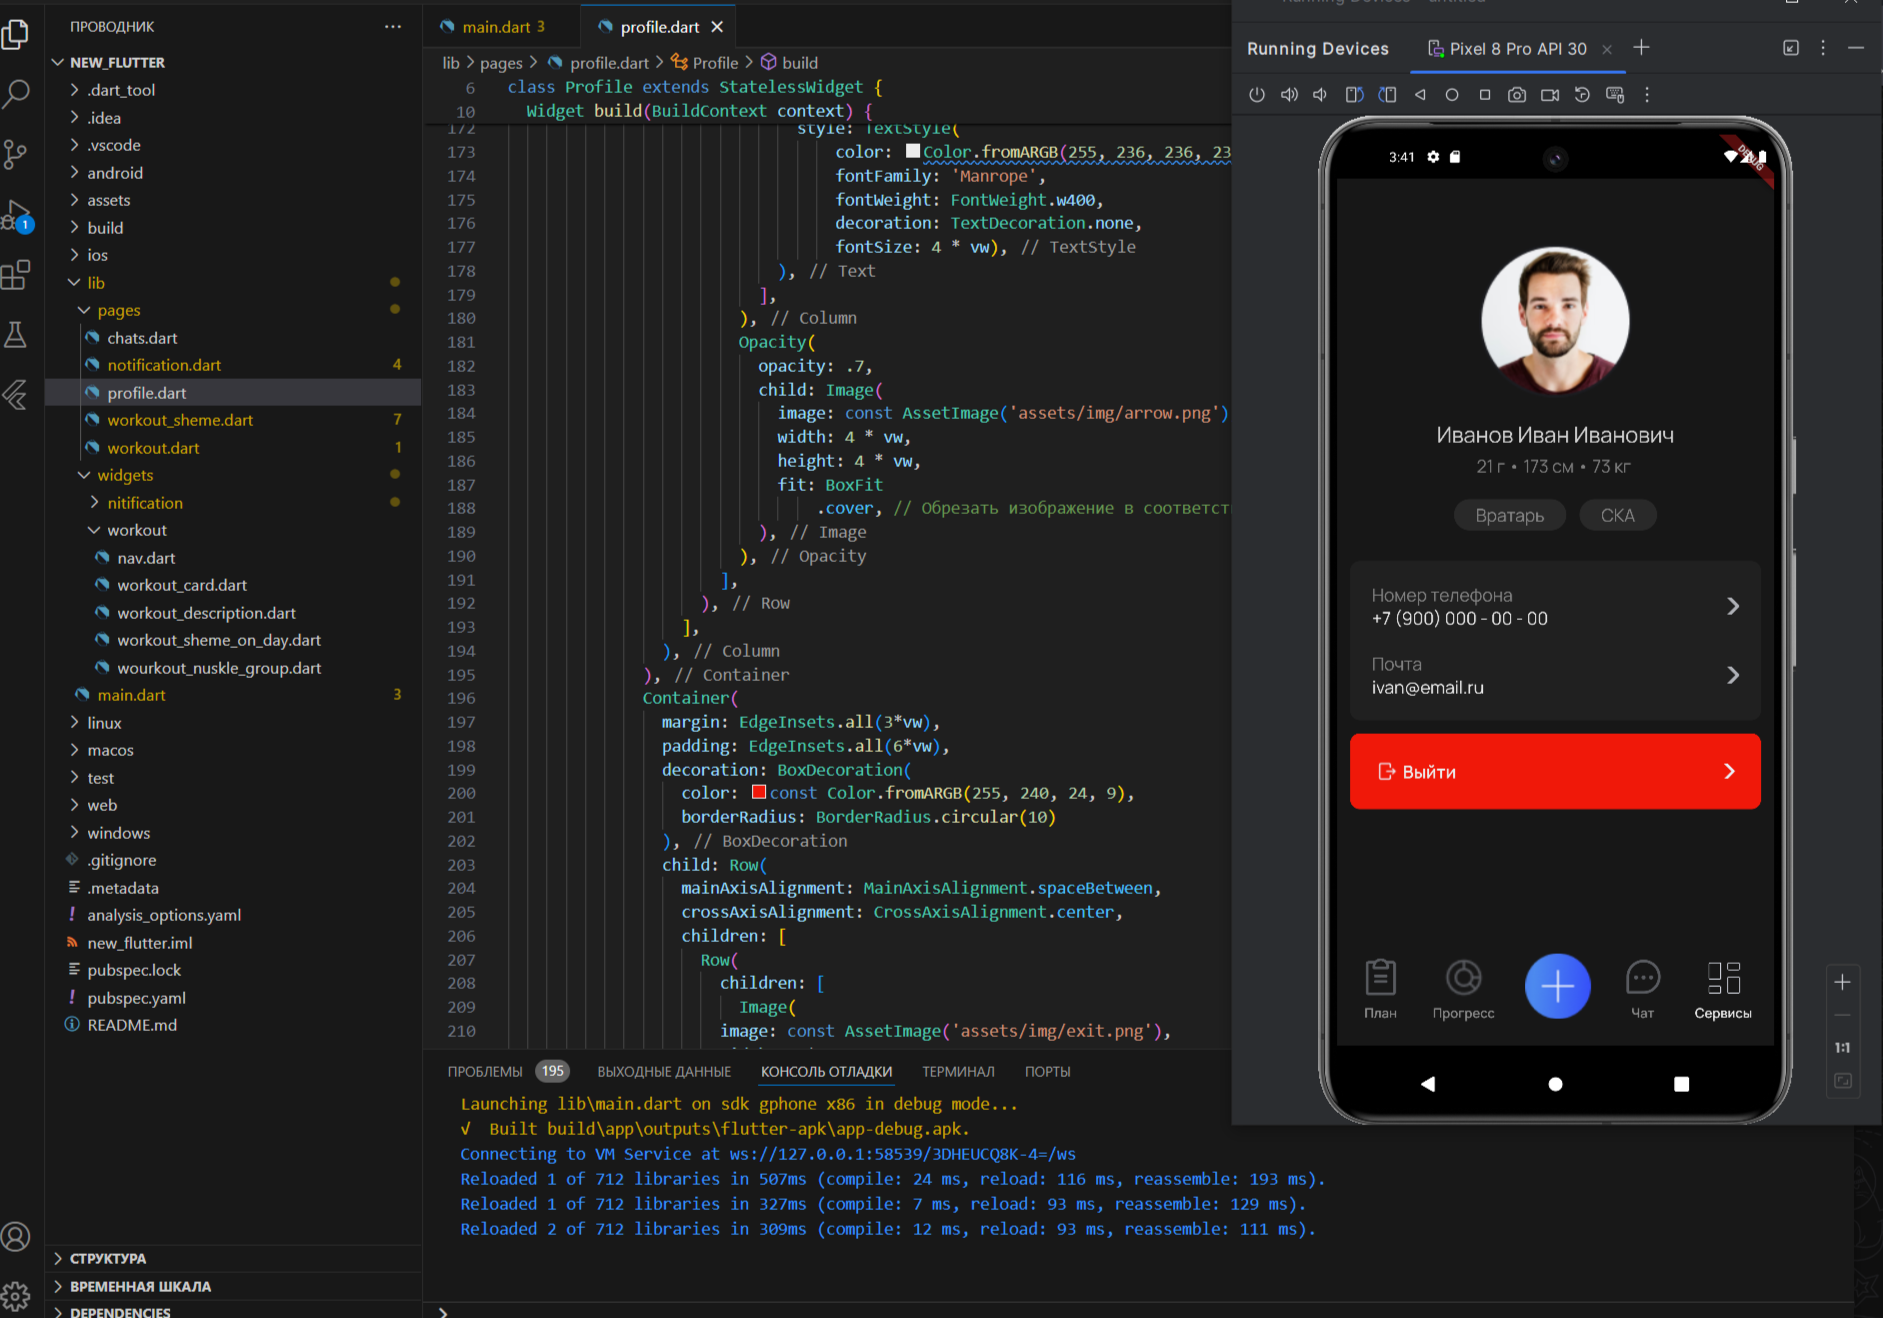 ПРОВОДНИК
NEW_FLUTTER
.dart_tool
.idea
.vscode
android
assets
build
ios
lib
pages
chats.dart
notification.dart 4
profile.dart
workout_sheme.dart 7
workout.dart 1
widgets
nitification
workout
nav.dart
workout_card.dart
workout_description.dart
workout_sheme_on_day.dart
wourkout_nuskle_group.dart
main.dart 3
linux
macos
test
web
windows
.gitignore
.metadata
analysis_options.yaml
new_flutter.iml
pubspec.lock
pubspec.yaml
README.md
СТРУКТУРА
ВРЕМЕННАЯ ШКАЛА
DEPENDENCIES
1
main.dart 3
profile.dart
lib > pages > profile.dart > Profile > build
6 class Profile extends StatelessWidget {
10 Widget build(BuildContext context) {
172 style: TextStyle(
173 color: Color.fromARGB(255, 236, 236, 23
174 fontFamily: 'Manrope',
175 fontWeight: FontWeight.w400,
176 decoration: TextDecoration.none,
177 fontSize: 4 * vw), // TextStyle
178 ), // Text
179 ],
180 ), // Column
181 Opacity(
182 opacity: .7,
183 child: Image(
184 image: const AssetImage('assets/img/arrow.png')
185 width: 4 * vw,
186 height: 4 * vw,
187 fit: BoxFit
188 .cover, // Обрезать изображение в соответст
189 ), // Image
190 ), // Opacity
191 ],
192 ), // Row
193 ],
194 ), // Column
195 ), // Container
196 Container(
197 margin: EdgeInsets.all(3*vw),
198 padding: EdgeInsets.all(6*vw),
199 decoration: BoxDecoration(
200 color: const Color.fromARGB(255, 240, 24, 9),
201 borderRadius: BorderRadius.circular(10)
202 ), // BoxDecoration
203 child: Row(
204 mainAxisAlignment: MainAxisAlignment.spaceBetween,
205 crossAxisAlignment: CrossAxisAlignment.center,
206 children: [
207 Row(
208 children: [
209 Image(
210 image: const AssetImage('assets/img/exit.png'),
ПРОБЛЕМЫ 195 ВЫХОДНЫЕ ДАННЫЕ КОНСОЛЬ ОТЛАДКИ ТЕРМИНАЛ ПОРТЫ
Launching lib\main.dart on sdk gphone x86 in debug mode...
√ Built build\app\outputs\flutter-apk\app-debug.apk.
Connecting to VM Service at ws://127.0.0.1:58539/3DHEUCQ8K-4=/ws
Reloaded 1 of 712 libraries in 507ms (compile: 24 ms, reload: 116 ms, reassemble: 193 ms).
Reloaded 1 of 712 libraries in 327ms (compile: 7 ms, reload: 93 ms, reassemble: 129 ms).
Reloaded 2 of 712 libraries in 309ms (compile: 12 ms, reload: 93 ms, reassemble: 111 ms).
Running Devices Pixel 8 Pro API 30
3:41
DEBUG
Иванов Иван Иванович
21 г • 173 см • 73 кг
Вратарь СКА
Номер телефона
+7 (900) 000 - 00 - 00
Почта
ivan@email.ru
Выйти
План Прогресс Чат Сервисы
1:1